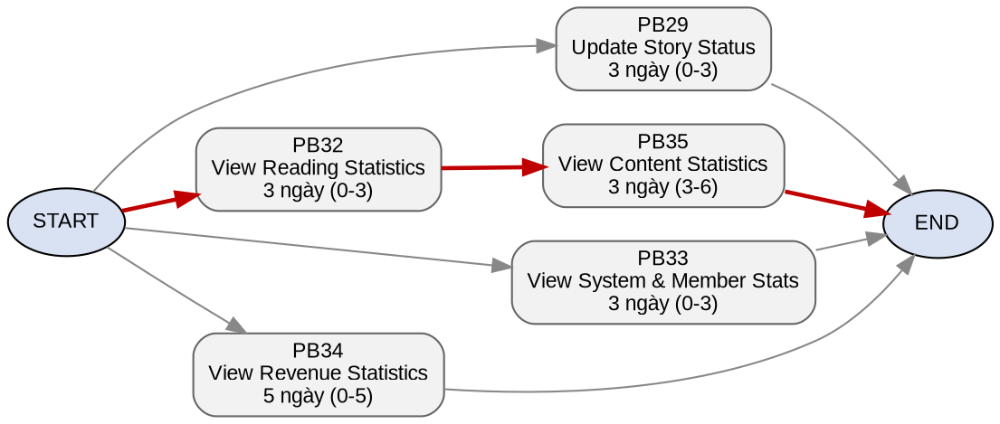 PB29
Update Story Status
3 ngày (0-3)
PB32
View Reading Statistics
3 ngày (0-3)
PB35
View Content Statistics
3 ngày (3-6)
START
END
PB33
View System & Member Stats
3 ngày (0-3)
PB34
View Revenue Statistics
5 ngày (0-5)